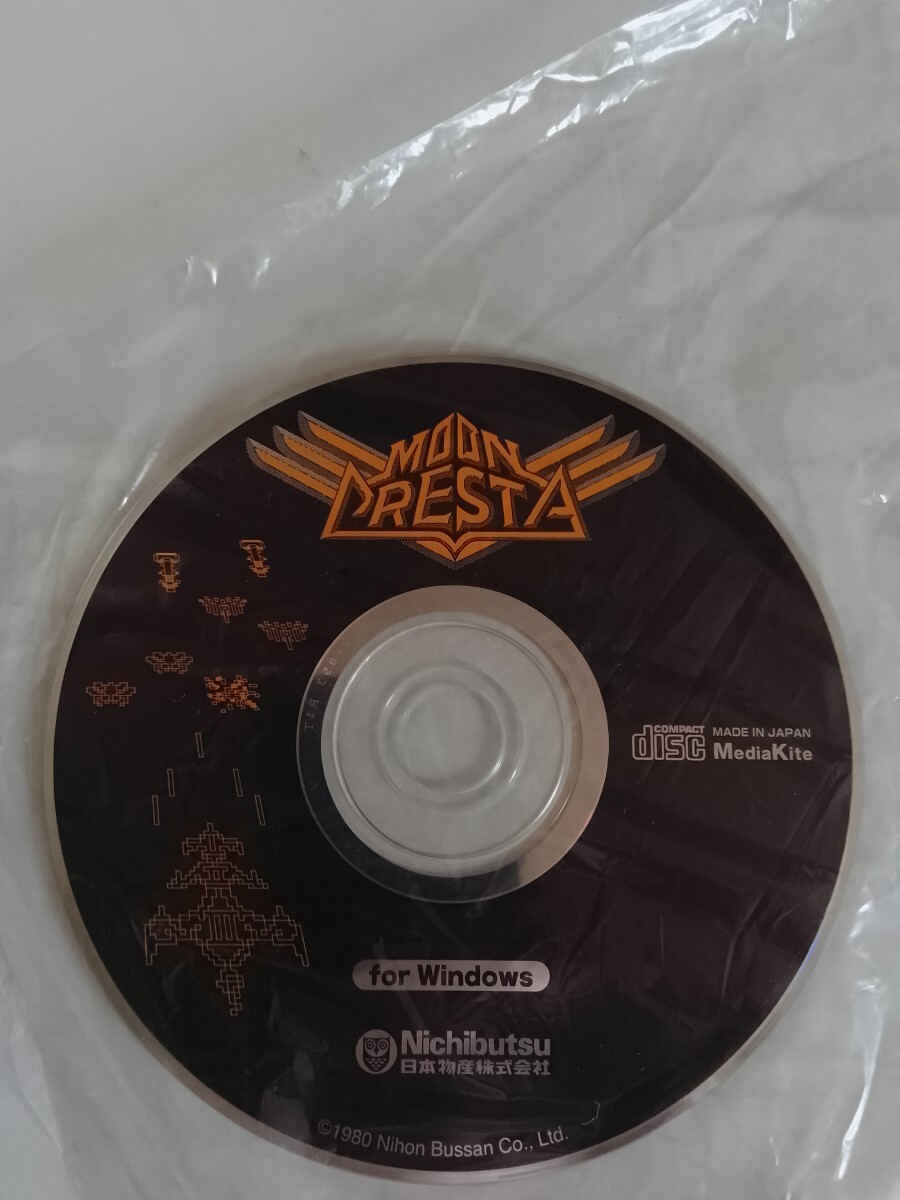 MOON
CRESTA
COMPACT
disc
MADE IN JAPAN
MediaKite
for Windows
Nichibutsu
日本物産株式会社
©1980 Nihon Bussan Co., Ltd.